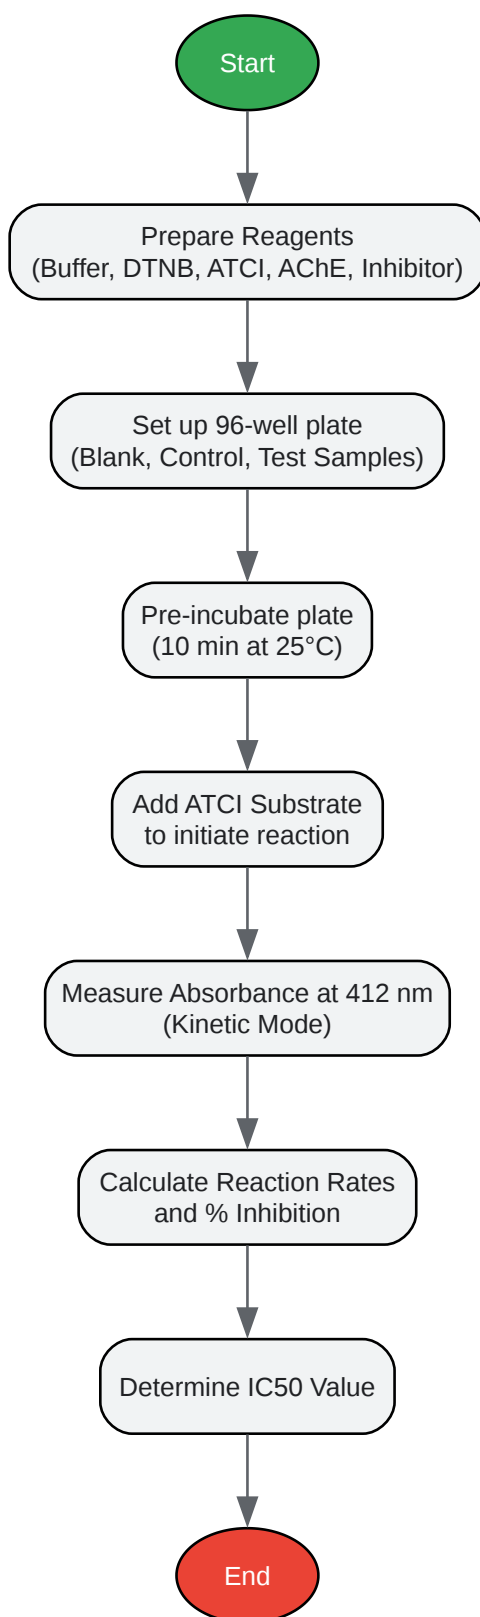 Start
Prepare Reagents
(Buffer, DTNB, ATCI, AChE, Inhibitor)
Set up 96-well plate
(Blank, Control, Test Samples)
Pre-incubate plate
(10 min at 25°C)
Add ATCI Substrate
to initiate reaction
Measure Absorbance at 412 nm
(Kinetic Mode)
Calculate Reaction Rates
and % Inhibition
Determine IC50 Value
End